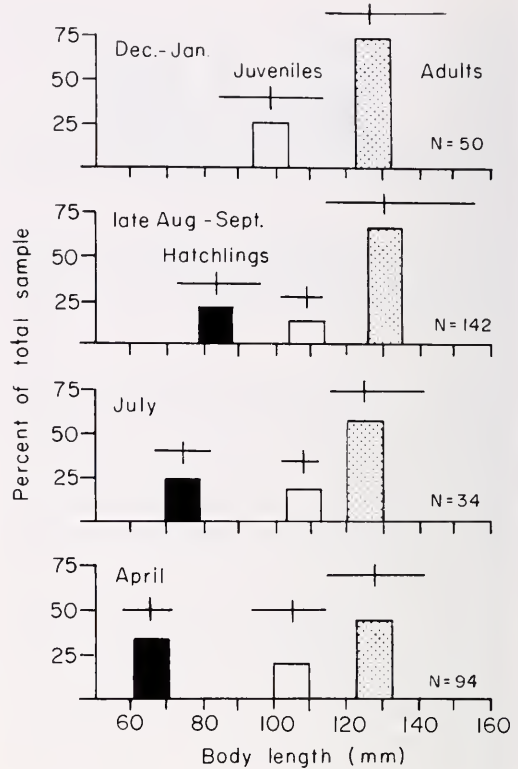 75
Dec.-Jan.
Juveniles
Adults
50
25
N=50
75
late Aug-Sept.
50
Hatchlings
25
N=142
75
July
50
25
N=34
75
April
50
25
N=94
60 80 100 120 140 160
Body length (mm)
Percent of total sample